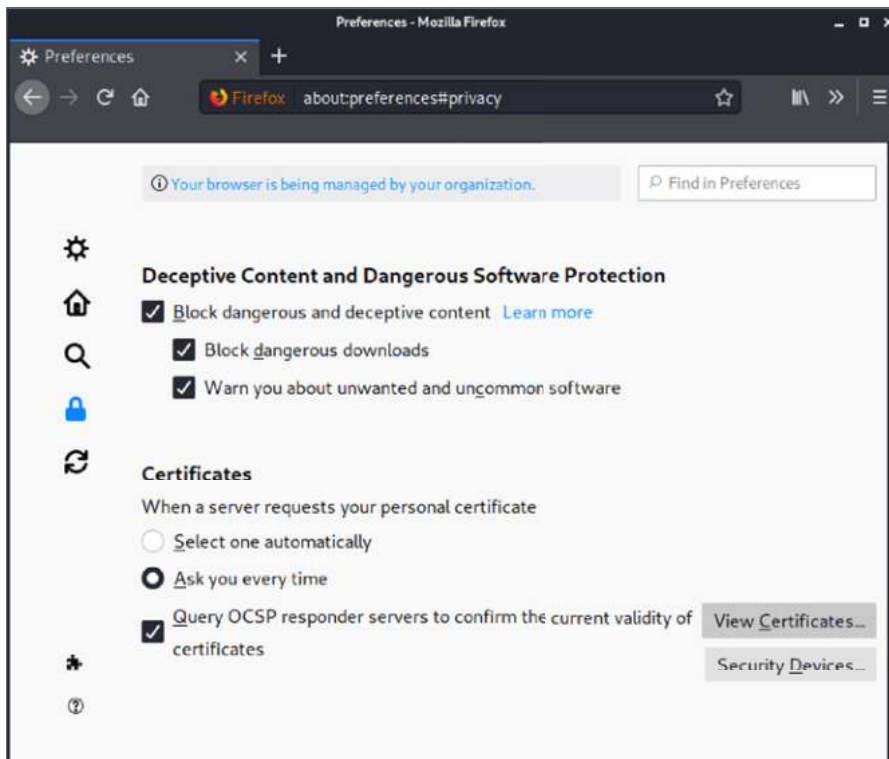 Preferences - Mozilla Firefox
Preferences
Firefox about:preferences#privacy
Your browser is being managed by your organization.
Find in Preferences
Deceptive Content and Dangerous Software Protection
Block dangerous and deceptive content Learn more
Block dangerous downloads
Warn you about unwanted and uncommon software
Certificates
When a server requests your personal certificate
Select one automatically
Ask you every time
Query OCSP responder servers to confirm the current validity of
certificates
View Certificates...
Security Devices...